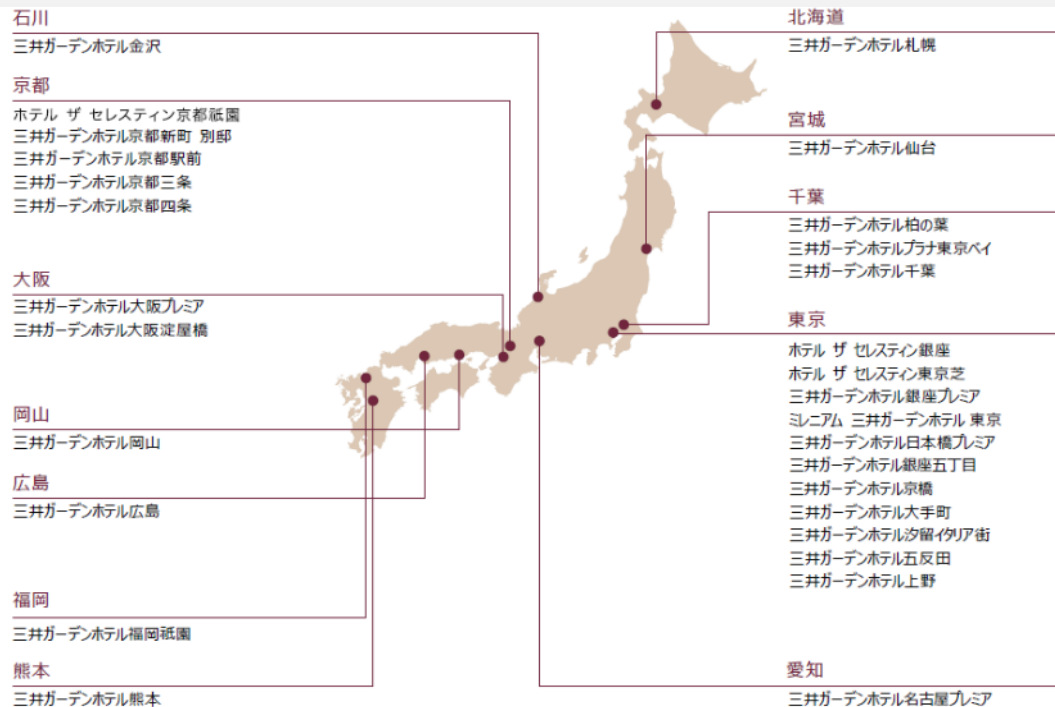 石川
三井ガーデンホテル金沢
京都
ホテル ザ セレスティン京都祇園
三井ガーデンホテル京都新町 別邸
三井ガーデンホテル京都駅前
三井ガーデンホテル京都三条
三井ガーデンホテル京都四条
大阪
三井ガーデンホテル大阪プレミア
三井ガーデンホテル大阪淀屋橋
岡山
三井ガーデンホテル岡山
広島
三井ガーデンホテル広島
福岡
三井ガーデンホテル福岡祇園
熊本
三井ガーデンホテル熊本
北海道
三井ガーデンホテル札幌
宮城
三井ガーデンホテル仙台
千葉
三井ガーデンホテル柏の葉
三井ガーデンホテルプラナ東京ベイ
三井ガーデンホテル千葉
東京
ホテル ザ セレスティン銀座
ホテル ザ セレスティン東京芝
三井ガーデンホテル銀座プレミア
ミレニアム 三井ガーデンホテル 東京
三井ガーデンホテル日本橋プレミア
三井ガーデンホテル銀座五丁目
三井ガーデンホテル京橋
三井ガーデンホテル大手町
三井ガーデンホテル汐留イタリア街
三井ガーデンホテル五反田
三井ガーデンホテル上野
愛知
三井ガーデンホテル名古屋プレミア